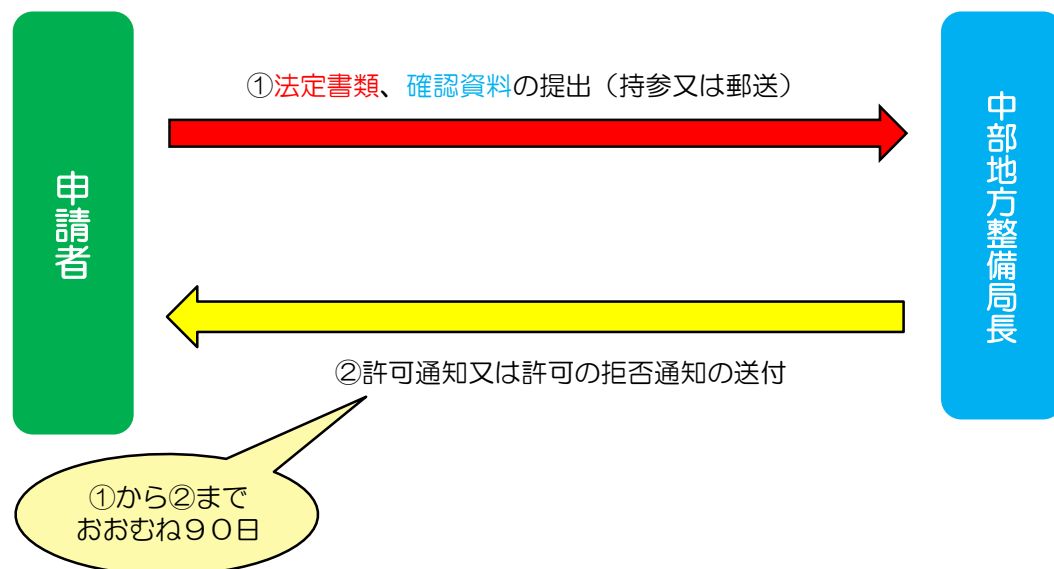 ①法定書類、確認資料の提出（持参又は郵送）
申請者
中部地方整備局長
②許可通知又は許可の拒否通知の送付
①から②まで
おおむね９０日